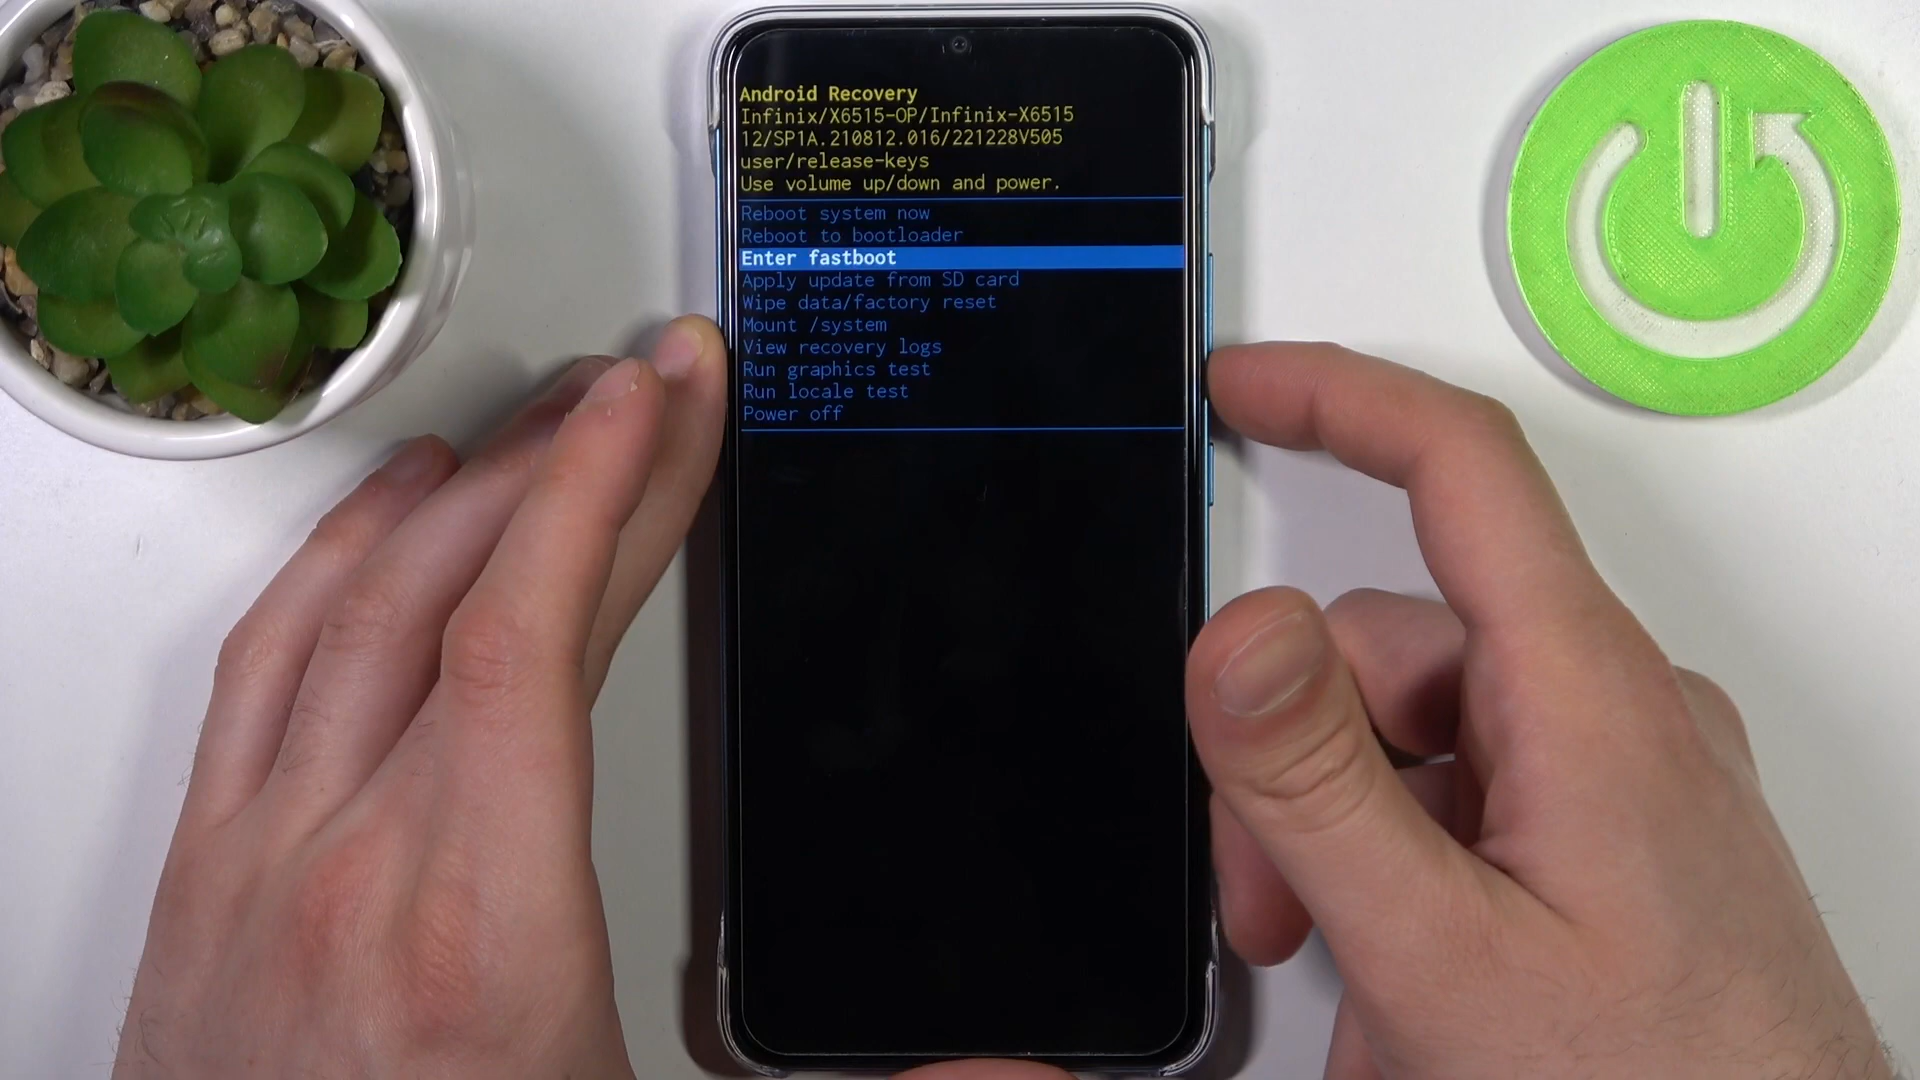 Android Recovery
Infinix/X6515-OP/Infinix-X6515
12/SP1A.210812.016/221228V505
user/release-keys
Use volume up/down and power.
Reboot system now
Reboot to bootloader
Enter fastboot
Apply update from SD card
Wipe data/factory reset
Mount /system
View recovery logs
Run graphics test
Run locale test
Power off